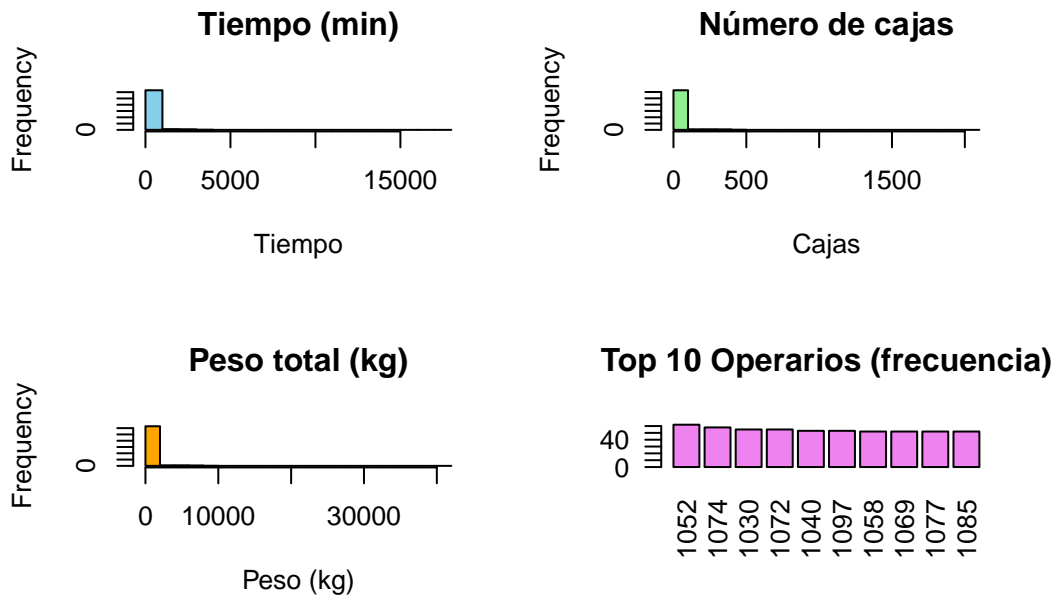 Tiempo (min)
Frequency
0
0 5000 15000
Tiempo
Número de cajas
Frequency
0
0 500 1500
Cajas
Peso total (kg)
Frequency
0
0 10000 30000
Peso (kg)
Top 10 Operarios (frecuencia)
40
0
1052 1074 1030 1072 1040 1097 1058 1069 1077 1085